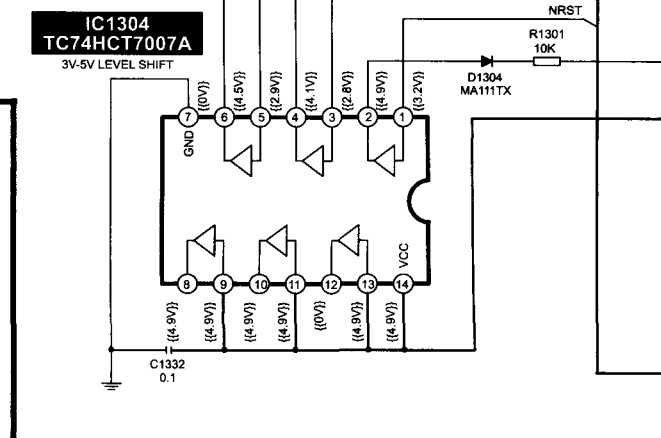 NRST
IC1304
TC74HCT7007A
3V-5V LEVEL SHIFT
R1301
10K
D1304
MA111TX
{{0V}} {{4.5V}} {{2.9V}} {{4.1V}} {{2.8V}} {{4.9V}} {{3.2V}}
7 6 5 4 3 2 1
GND
VCC
8 9 10 11 12 13 14
{{4.9V}} {{4.9V}} {{4.9V}} {{4.9V}} {{0V}} {{4.9V}} {{4.9V}}
C1332
0.1